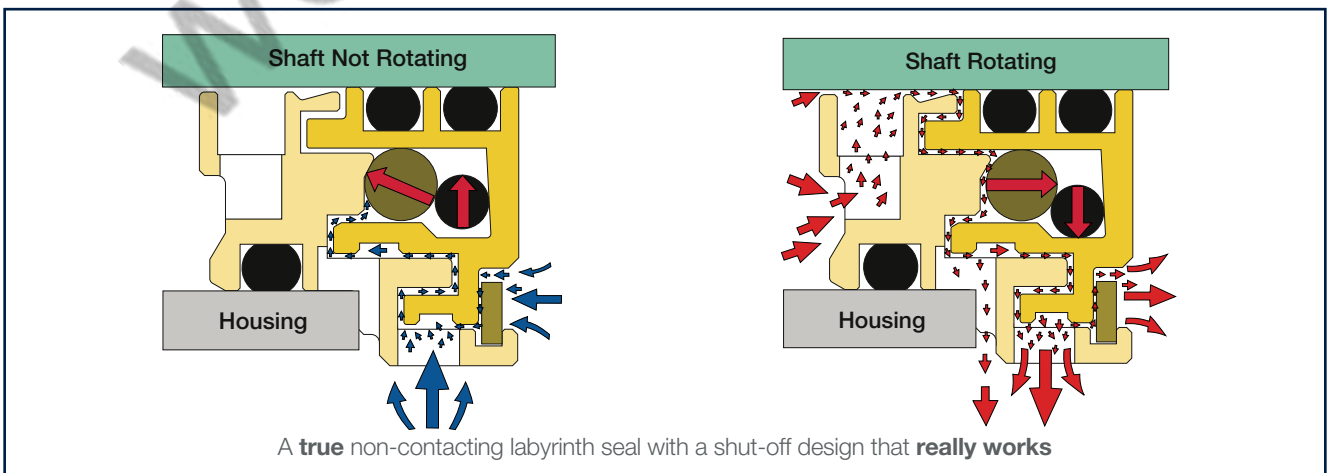 Shaft Not Rotating
Shaft Rotating
Housing
Housing
A true non-contacting labyrinth seal with a shut-off design that really works